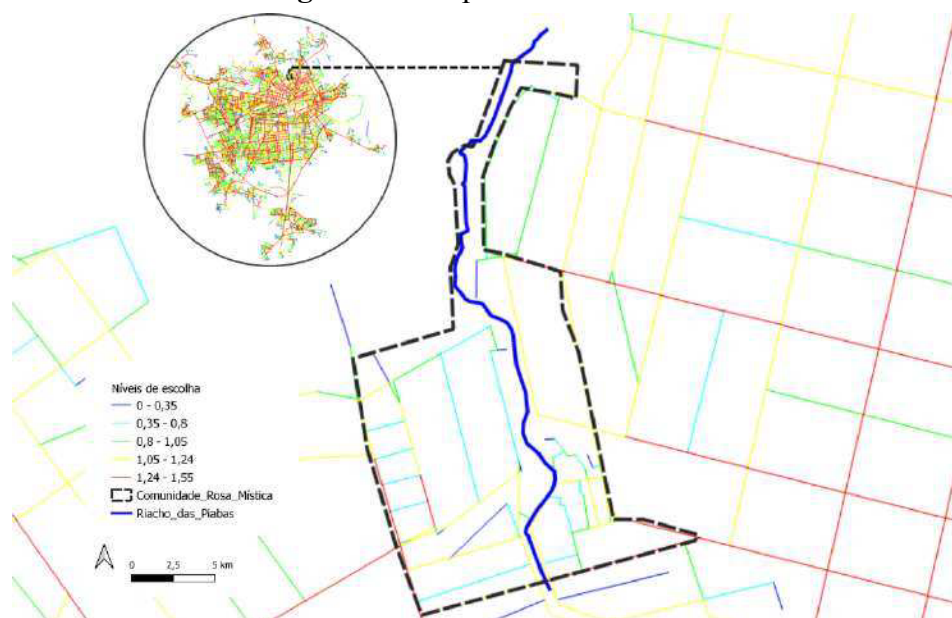 Níveis de escolha
0 - 0,35
0,35 - 0,8
0,8 - 1,05
1,05 - 1,24
1,24 - 1,55
Comunidade_Rosa_Mística
Riacho_das_Piabas
0 2,5 5 km